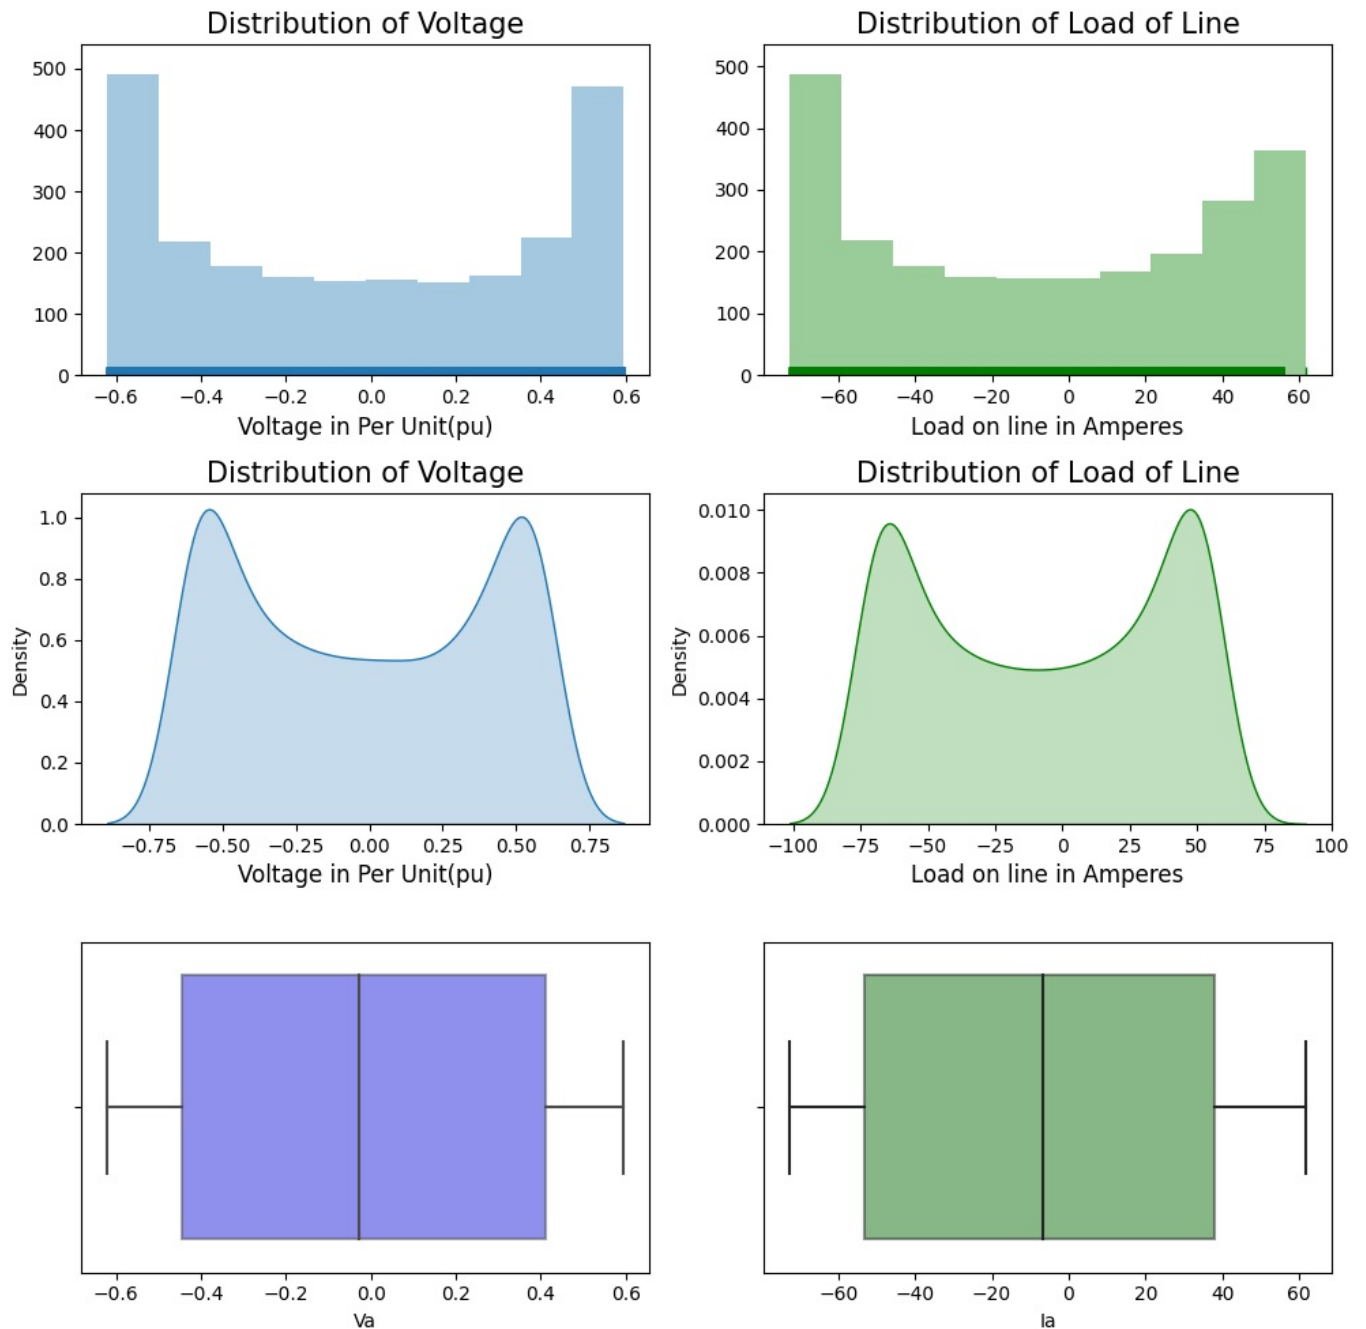 Distribution of Voltage
500
400
300
200
100
0
−0.6 −0.4 −0.2 0.0 0.2 0.4 0.6
Voltage in Per Unit(pu)
Distribution of Load of Line
500
400
300
200
100
0
−60 −40 −20 0 20 40 60
Load on line in Amperes
Distribution of Voltage
1.0
0.8
0.6
0.4
0.2
0.0
Density
−0.75 −0.50 −0.25 0.00 0.25 0.50 0.75
Voltage in Per Unit(pu)
Distribution of Load of Line
0.010
0.008
0.006
0.004
0.002
0.000
Density
−100 −75 −50 −25 0 25 50 75 100
Load on line in Amperes
−0.6 −0.4 −0.2 0.0 0.2 0.4 0.6
Va
−60 −40 −20 0 20 40 60
Ia